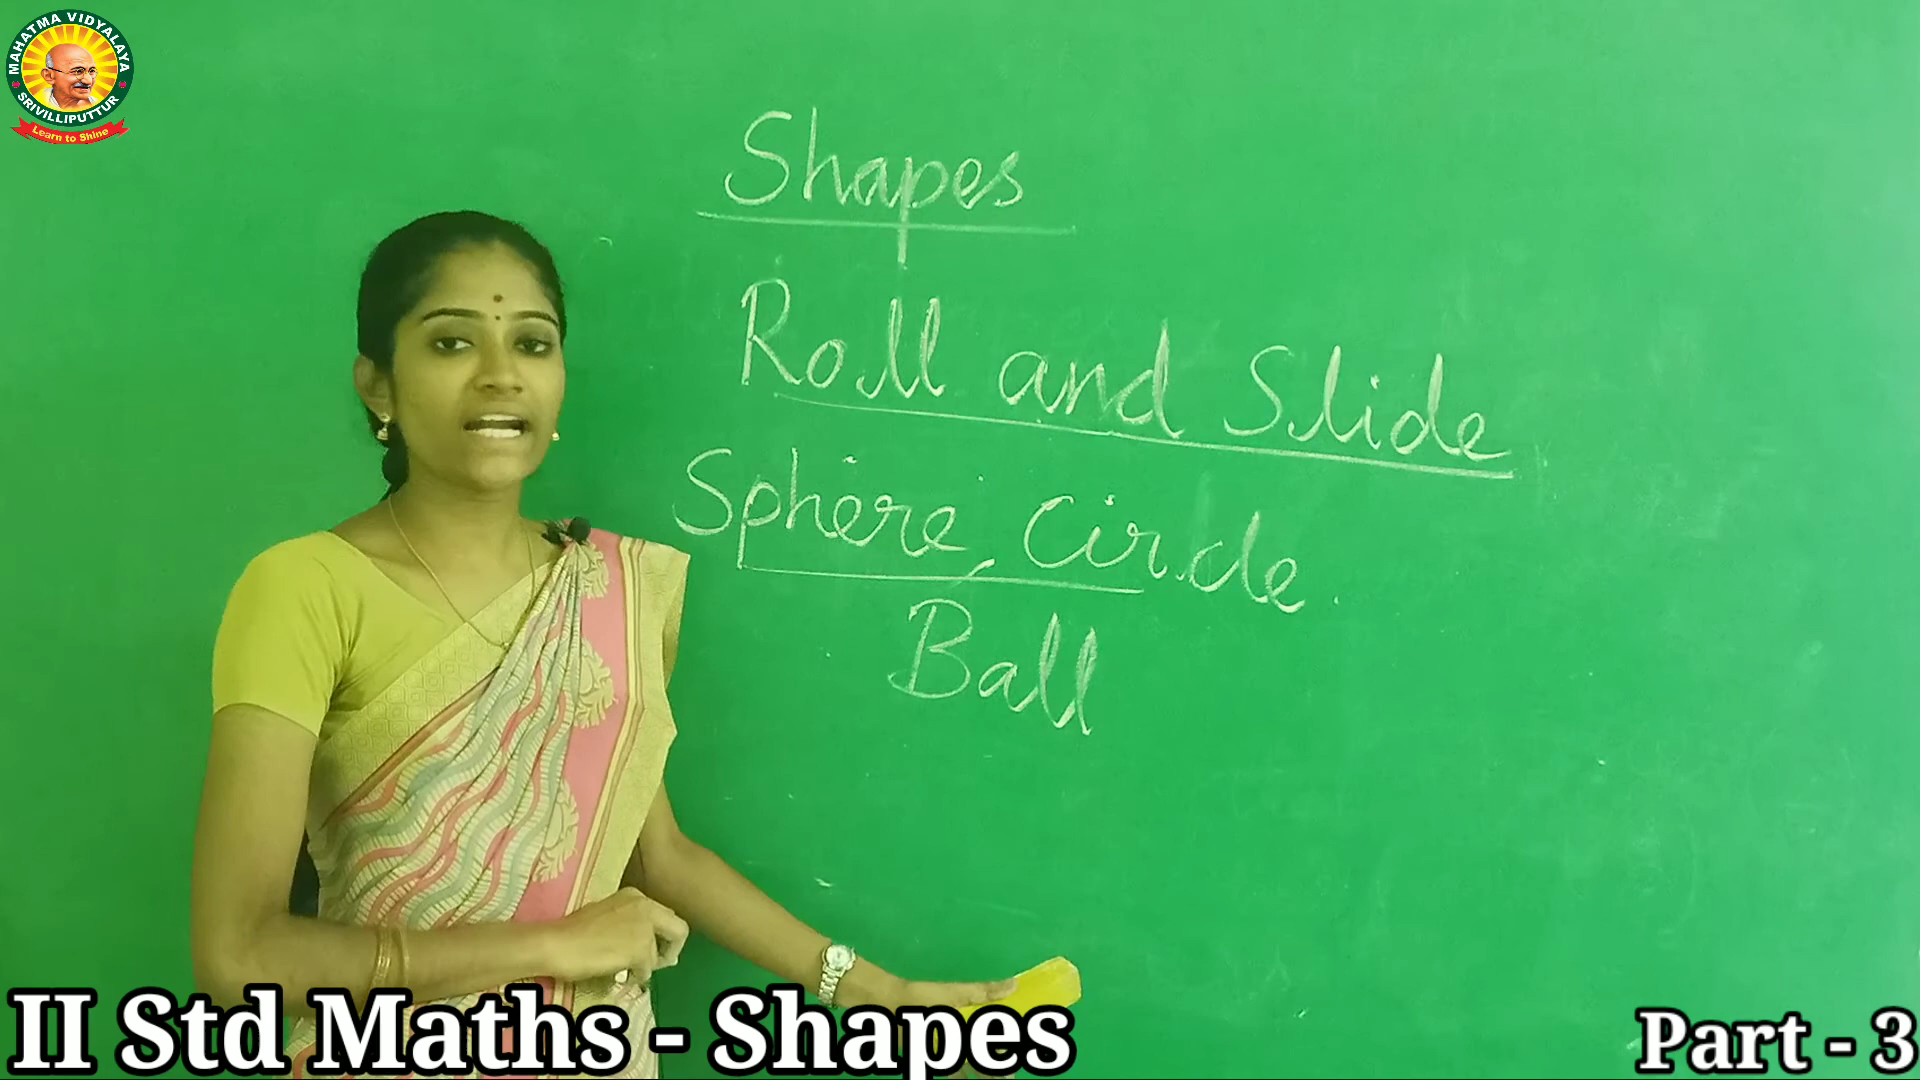 MAHATMA VIDYALAYA
SRIVILLIPUTTUR
Learn to Shine
Shapes
Roll and Slide
Sphere, Circle.
Ball
II Std Maths - Shapes
Part - 3